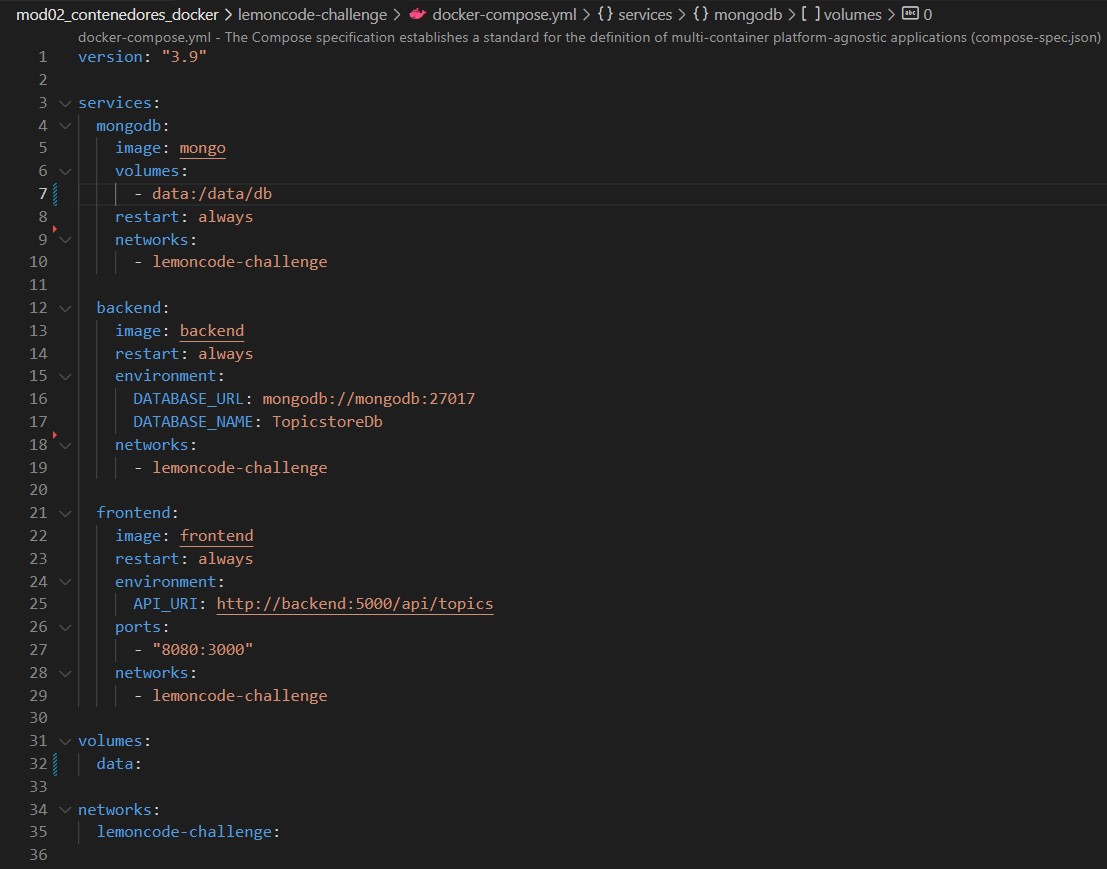 mod02_contenedores_docker > lemoncode-challenge > docker-compose.yml > {} services > {} mongodb > [ ] volumes > abc 0
docker-compose.yml - The Compose specification establishes a standard for the definition of multi-container platform-agnostic applications (compose-spec.json)
1 version: "3.9"
2
3 services:
4   mongodb:
5     image: mongo
6     volumes:
7       - data:/data/db
8     restart: always
9     networks:
10       - lemoncode-challenge
11
12   backend:
13     image: backend
14     restart: always
15     environment:
16       DATABASE_URL: mongodb://mongodb:27017
17       DATABASE_NAME: TopicstoreDb
18     networks:
19       - lemoncode-challenge
20
21   frontend:
22     image: frontend
23     restart: always
24     environment:
25       API_URI: http://backend:5000/api/topics
26     ports:
27       - "8080:3000"
28     networks:
29       - lemoncode-challenge
30
31 volumes:
32   data:
33
34 networks:
35   lemoncode-challenge:
36